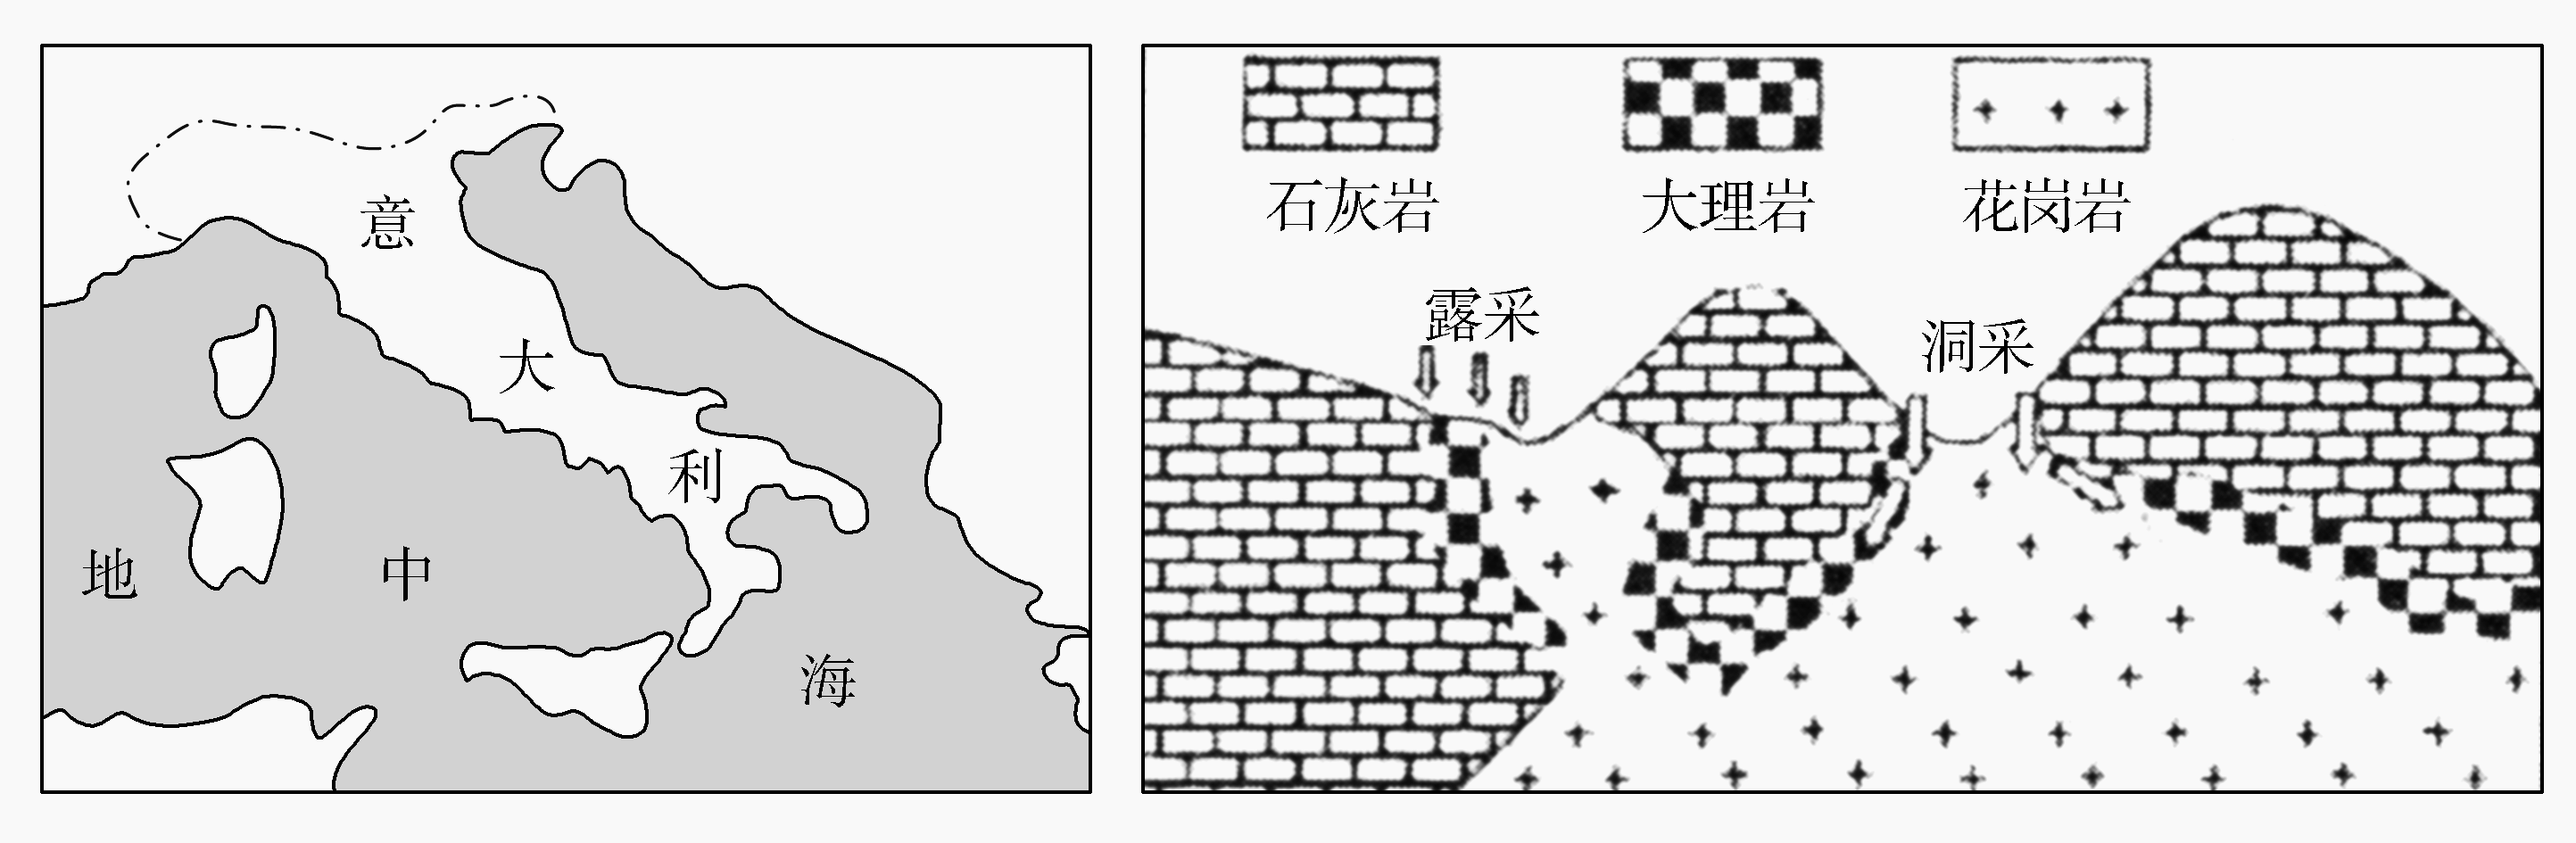 意
大
利
地
中
海
石灰岩
大理岩
花岗岩
露采
洞采